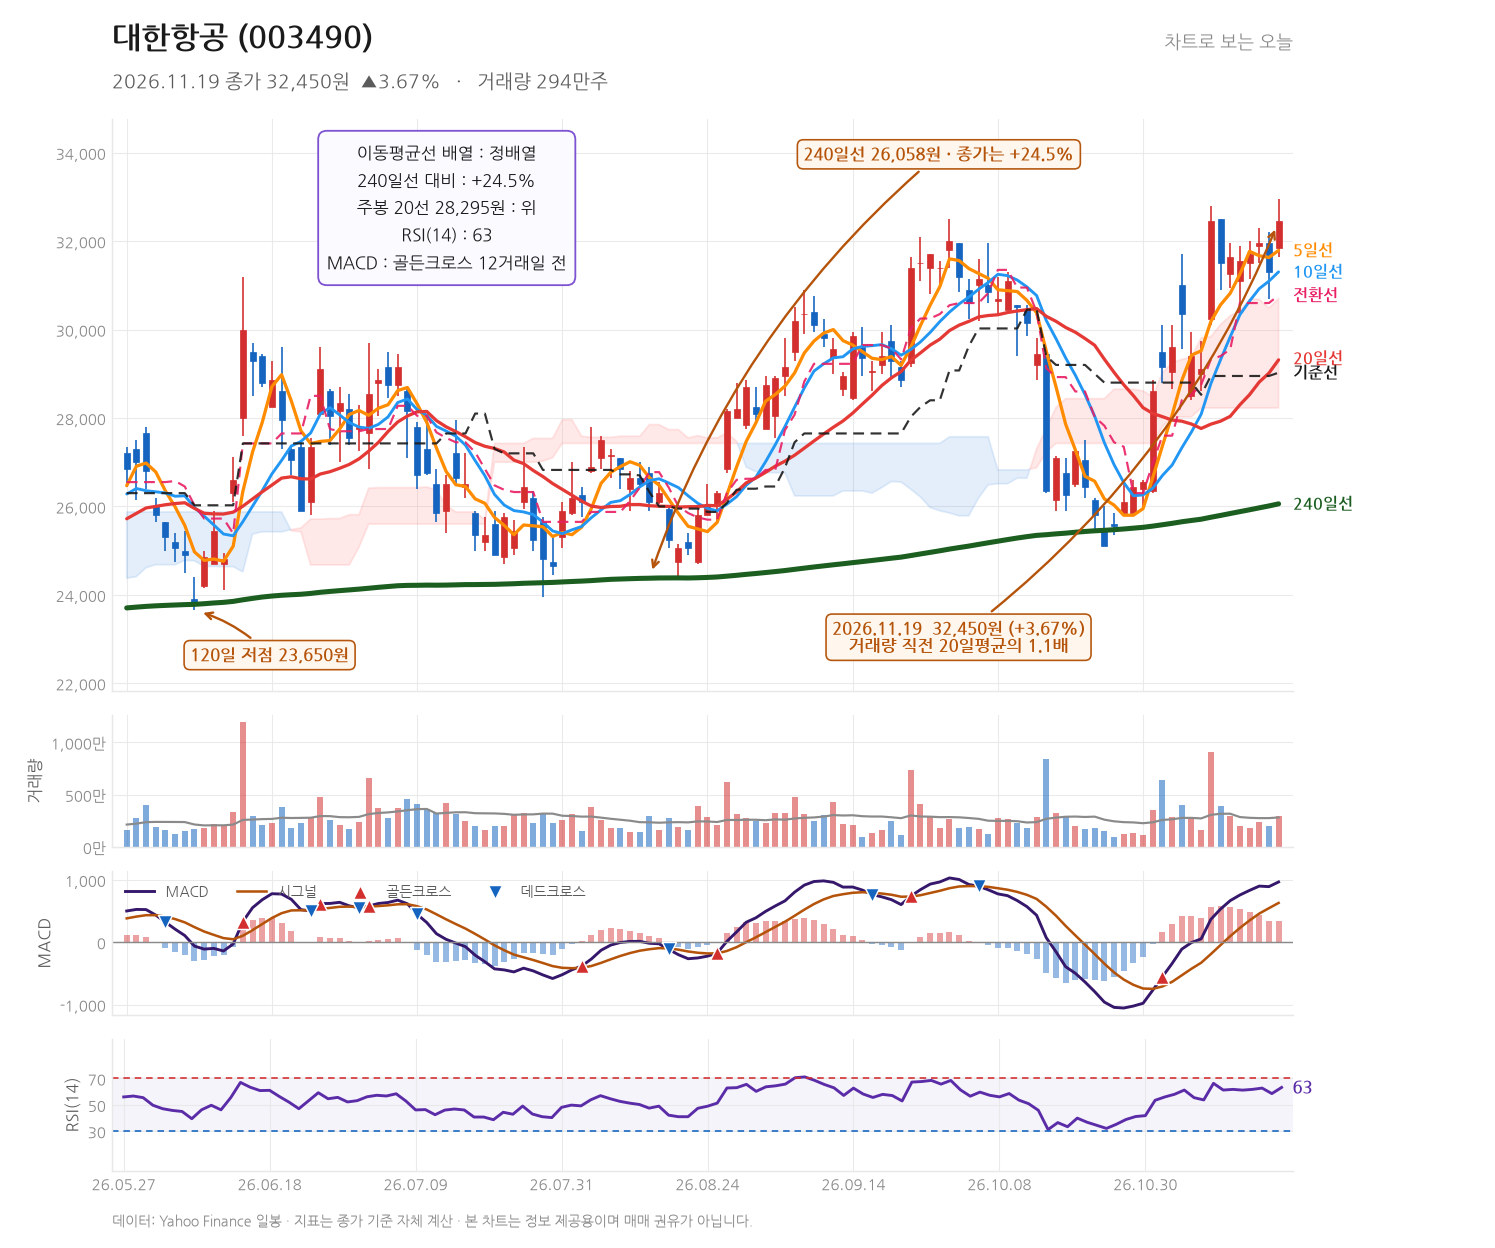 대한항공 (003490)
차트로 보는 오늘
2026.11.19 종가 32,450원 ▲3.67% · 거래량 294만주
이동평균선 배열 : 정배열
240일선 대비 : +24.5%
주봉 20선 28,295원 : 위
RSI(14) : 63
MACD : 골든크로스 12거래일 전
240일선 26,058원 · 종가는 +24.5%
34,000
32,000
30,000
28,000
26,000
24,000
22,000
5일선
10일선
전환선
20일선
기준선
240일선
120일 저점 23,650원
2026.11.19 32,450원 (+3.67%)
거래량 직전 20일평균의 1.1배
거래량
1,000만
500만
0만
MACD
1,000
0
-1,000
MACD
시그널
골든크로스
데드크로스
RSI(14)
70
50
30
63
26.05.27
26.06.18
26.07.09
26.07.31
26.08.24
26.09.14
26.10.08
26.10.30
데이터: Yahoo Finance 일봉 · 지표는 종가 기준 자체 계산 · 본 차트는 정보 제공용이며 매매 권유가 아닙니다.